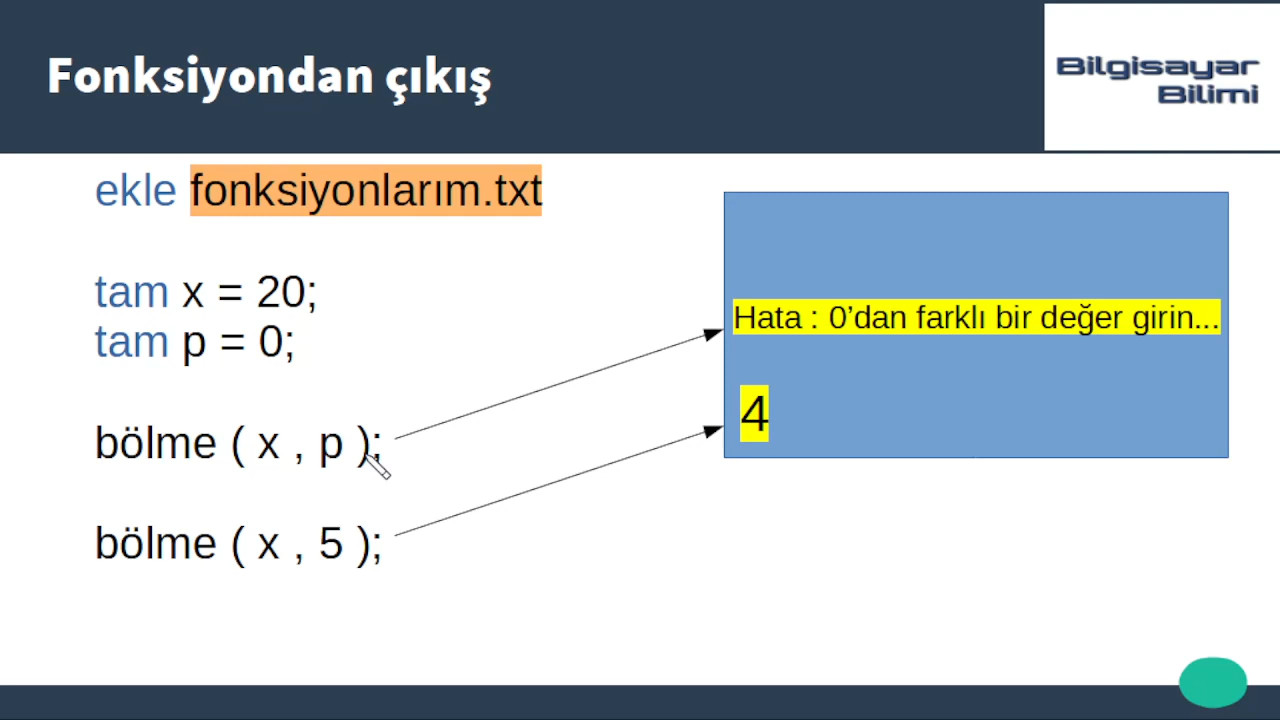 Fonksiyondan çıkış
Bilgisayar
Bilimi
ekle fonksiyonlarım.txt
tam x = 20;
tam p = 0;
bölme ( x , p );
bölme ( x , 5 );
Hata : 0’dan farklı bir değer girin...
4